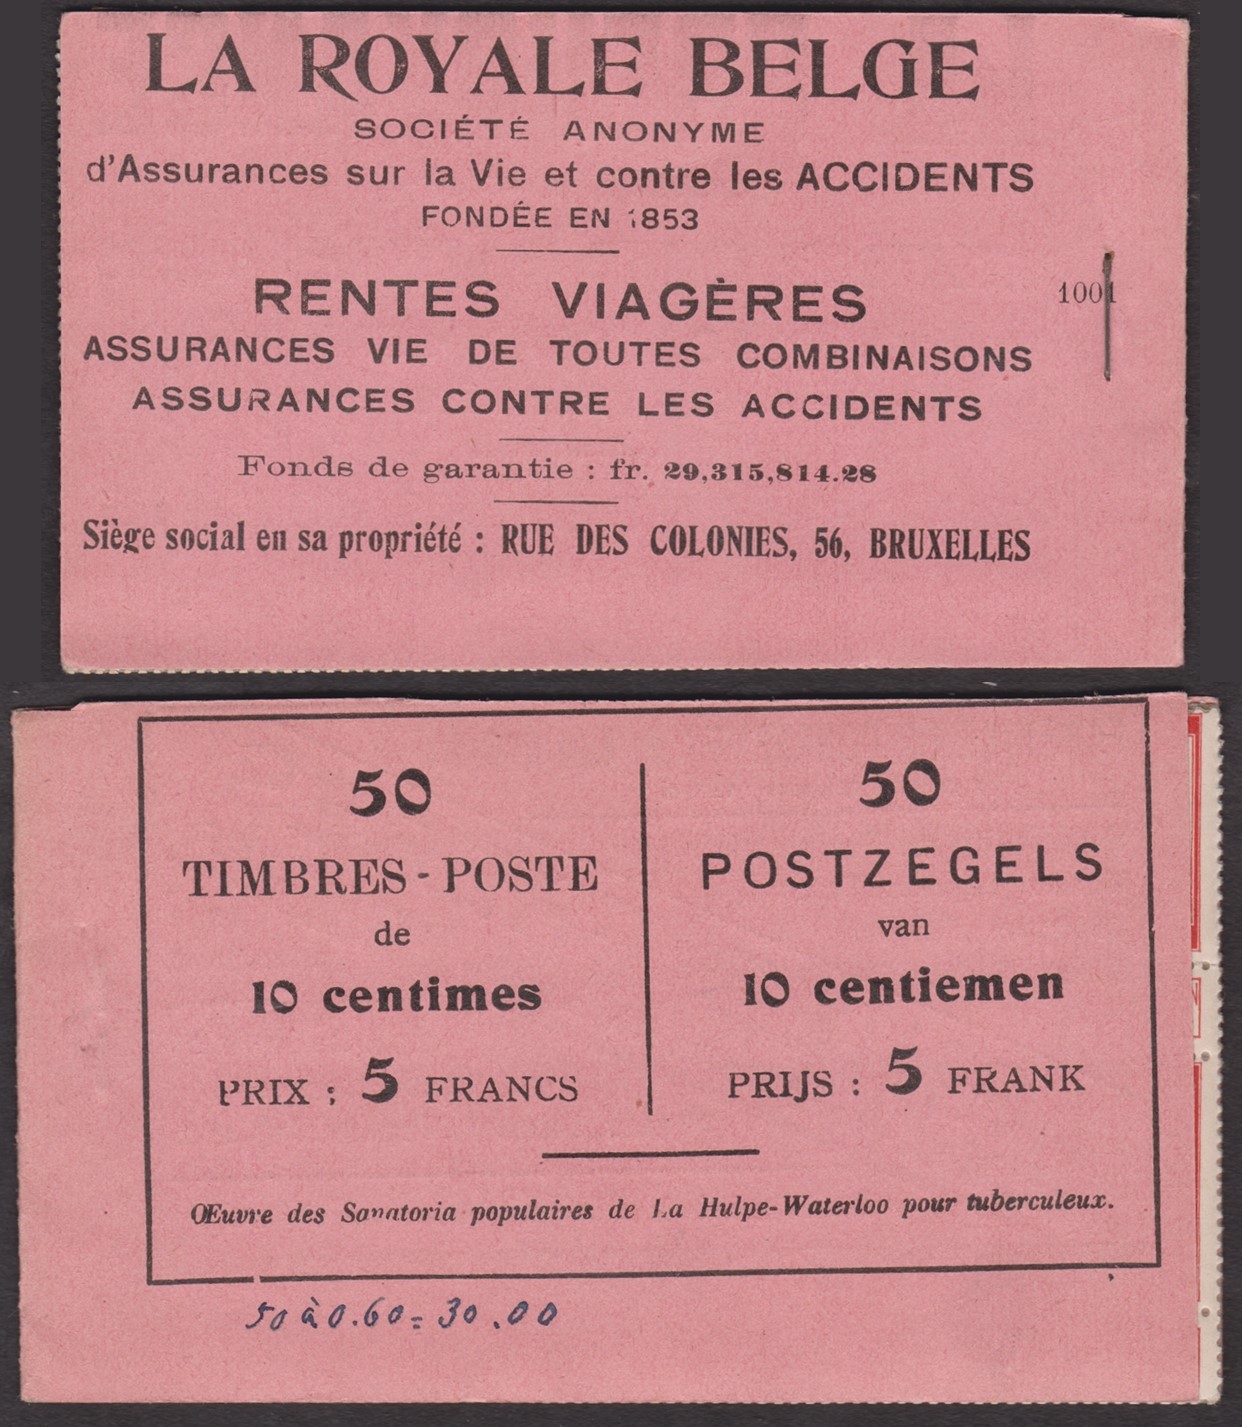 LA ROYALE BELGE
SOCIÉTÉ ANONYME
d'Assurances sur la Vie et contre les ACCIDENTS
FONDÉE EN 1853
RENTES VIAGÈRES
1001
ASSURANCES VIE DE TOUTES COMBINAISONS
ASSURANCES CONTRE LES ACCIDENTS
Fonds de garantie : fr. 29,315,814.28
Siège social en sa propriété : RUE DES COLONIES, 56, BRUXELLES
50
TIMBRES-POSTE
de
10 centimes
PRIX : 5 FRANCS
50
POSTZEGELS
van
10 centiemen
PRIJS : 5 FRANK
Œuvre des Sanatoria populaires de La Hulpe-Waterloo pour tuberculeux.
50 à 0.60 = 30.00